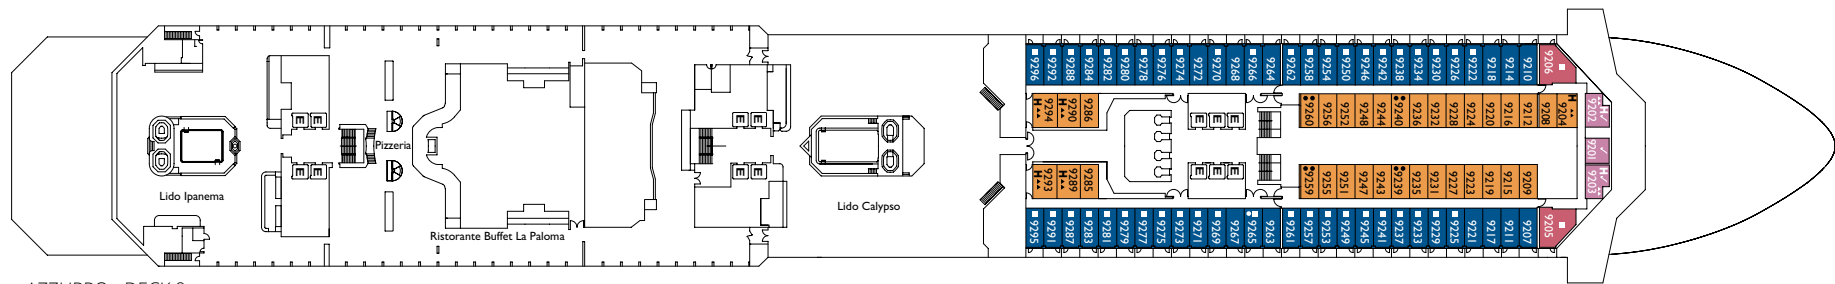 9296 9292 9288 9284 9282 9280 9278 9276 9274 9272 9270 9268 9266 9264 9262 9258 9254 9250 9246 9242 9238 9234 9230 9226 9222 9218 9214 9210 9206
H 9294 H 9290 9286 9260 9256 9252 9248 9244 9240 9236 9232 9228 9224 9220 9216 9212 9208 H 9204 H 9202
E E E E E E E
Pizzeria
9201
E E E E E E E
H 9293 H 9289 9285 9259 9255 9251 9247 9243 9239 9235 9231 9227 9223 9219 9215 9209 H 9203
Lido Ipanema
Lido Calypso
Ristorante Buffet La Paloma
9295 9291 9287 9283 9281 9279 9277 9275 9273 9271 9269 9267 9265 9263 9261 9257 9253 9249 9245 9241 9237 9233 9229 9225 9221 9217 9211 9207 9205